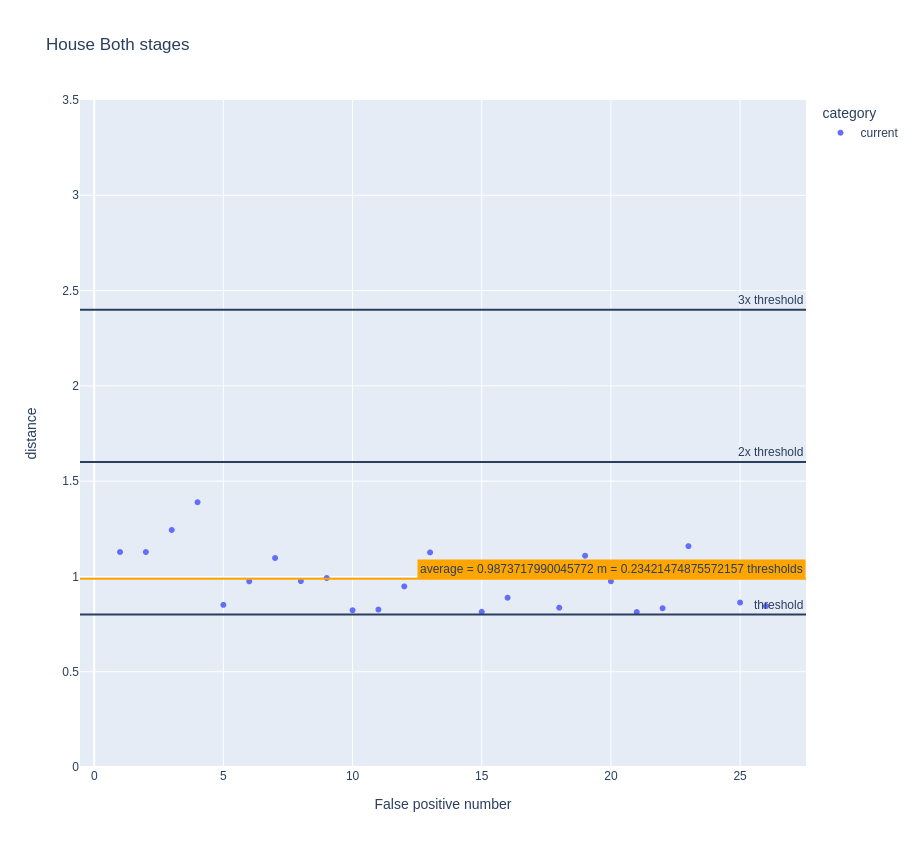 House Both stages
category
current
3.5
3
2.5
2
1.5
1
0.5
0
distance
3x threshold
2x threshold
average = 0.9873717990045772 m = 0.23421474875572157 thresholds
threshold
0 5 10 15 20 25
False positive number